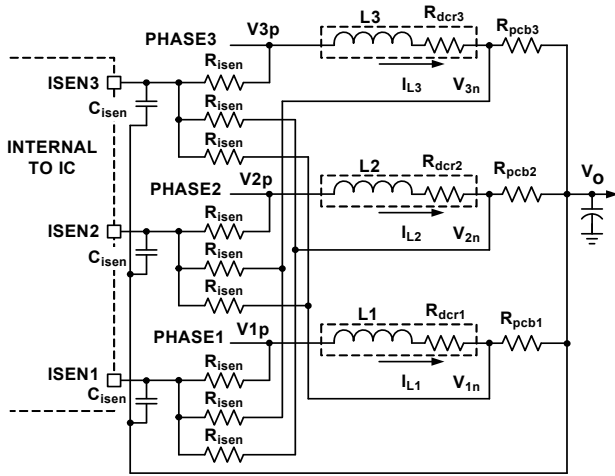 V3p
L3
Rdcr3
Rpcb3
PHASE3
Risen
ISEN3
IL3
V3n
Cisen
Risen
Risen
INTERNAL
TO IC
PHASE2
V2p
L2
Rdcr2
Rpcb2
Vo
Risen
ISEN2
IL2
V2n
Cisen
Risen
Risen
PHASE1
V1p
L1
Rdcr1
Rpcb1
Risen
ISEN1
IL1
V1n
Cisen
Risen
Risen